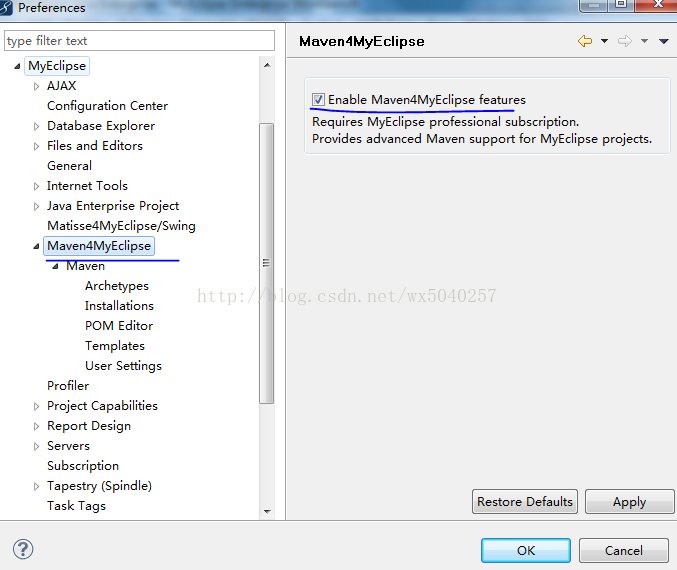 Preferences
type filter text
MyEclipse
AJAX
Configuration Center
Database Explorer
Files and Editors
General
Internet Tools
Java Enterprise Project
Matisse4MyEclipse/Swing
Maven4MyEclipse
Maven
Archetypes
Installations
POM Editor
Templates
User Settings
Profiler
Project Capabilities
Report Design
Servers
Subscription
Tapestry (Spindle)
Task Tags
Maven4MyEclipse
Enable Maven4MyEclipse features
Requires MyEclipse professional subscription.
Provides advanced Maven support for MyEclipse projects.
http://blog.csdn.net/wx5040257
Restore Defaults
Apply
OK
Cancel